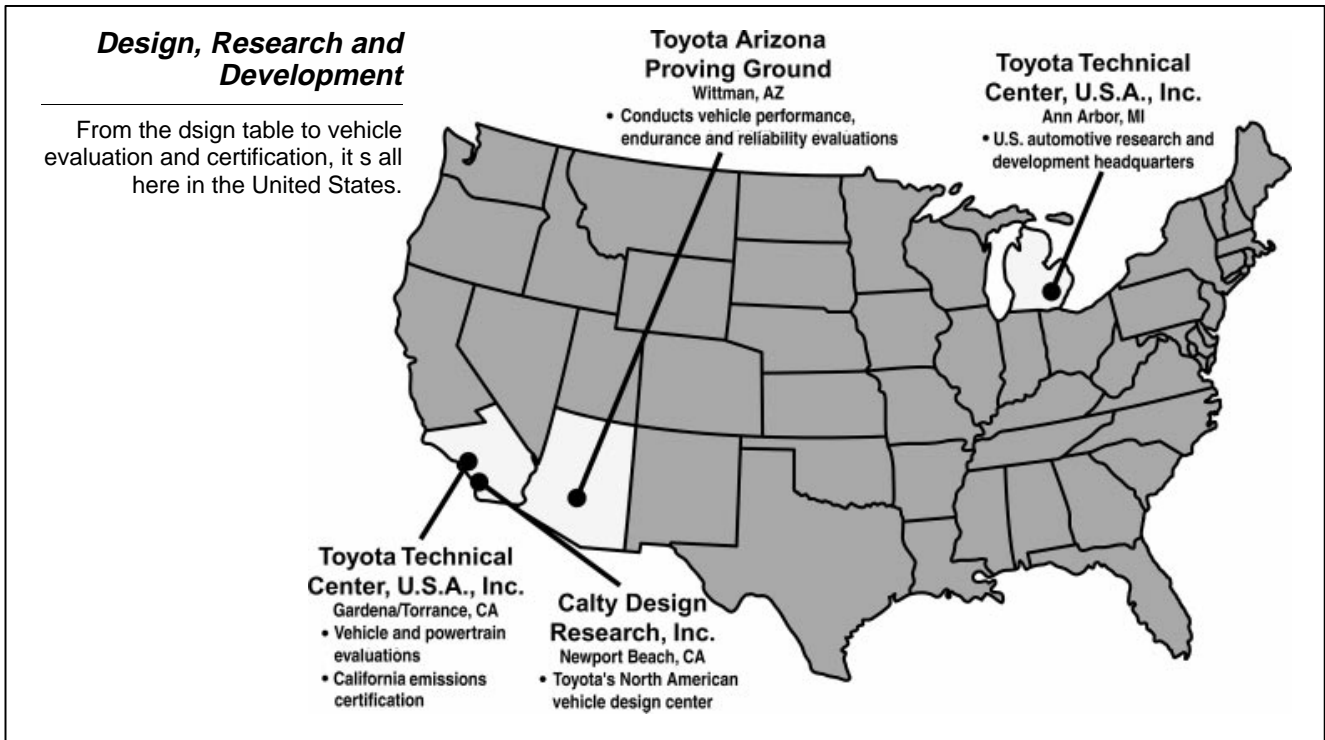 Design, Research and
Development
From the dsign table to vehicle
evaluation and certification, it s all
here in the United States.
Toyota Arizona
Proving Ground
Wittman, AZ
• Conducts vehicle performance,
endurance and reliability evaluations
Toyota Technical
Center, U.S.A., Inc.
Ann Arbor, MI
• U.S. automotive research and
development headquarters
Toyota Technical
Center, U.S.A., Inc.
Gardena/Torrance, CA
• Vehicle and powertrain
evaluations
• California emissions
certification
Calty Design
Research, Inc.
Newport Beach, CA
• Toyota's North American
vehicle design center